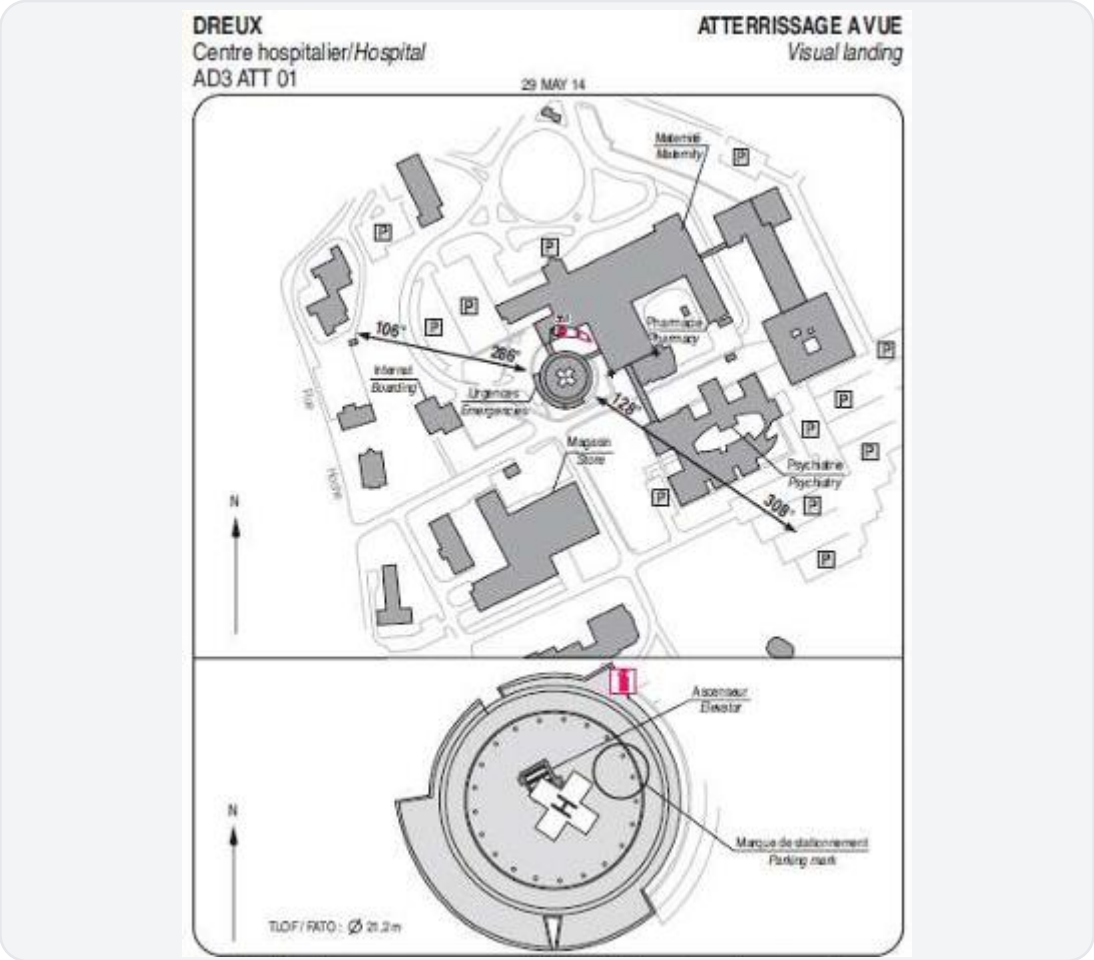 DREUX
Centre hospitalier/Hospital
AD3 ATT 01
ATTERRISSAGE A VUE
Visual landing
29 MAY 14
Maternité
Maternity
P
P
P
P
P
106°
286°
Pharmacie
Pharmacy
P
Internat
Boarding
Urgences
Emergencies
128°
P
P
P
Magasin
Store
Psychiatrie
Psychiatry
P
308°
P
P
N
Ascenseur
Elevator
H
N
Marque de stationnement
Parking mark
TLOF / FATO : Ø 21,2 m